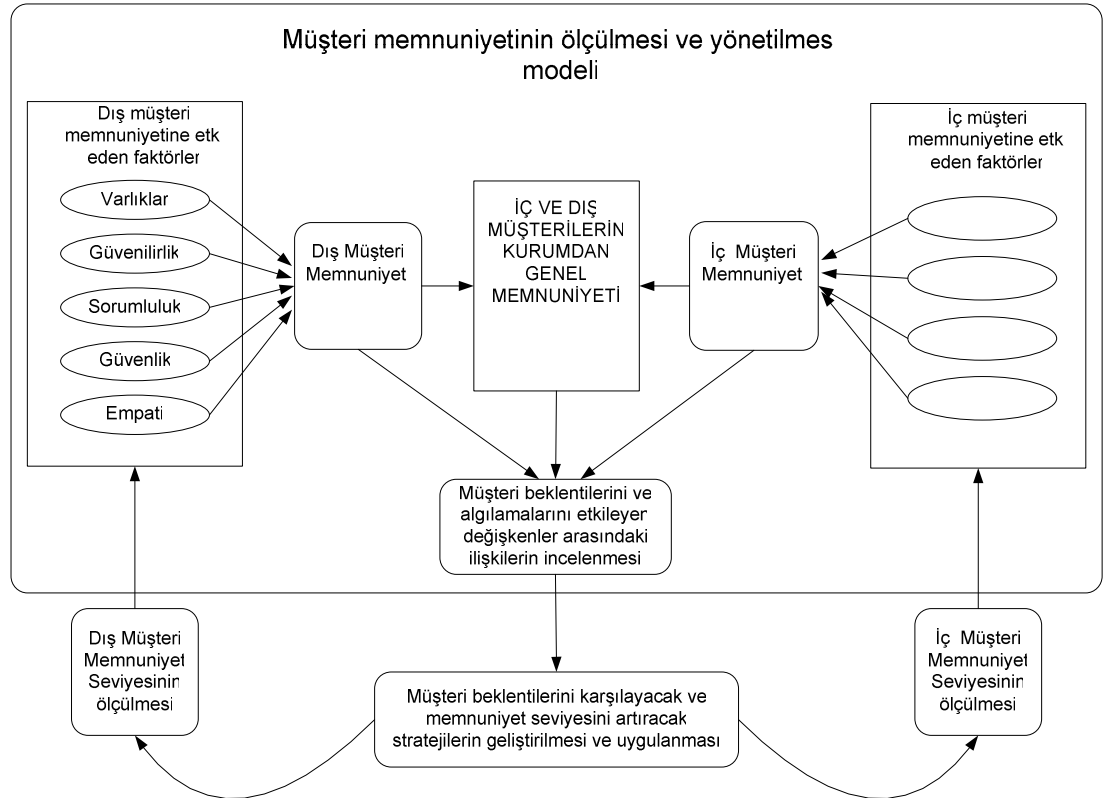 Müşteri memnuniyetinin ölçülmesi ve yönetilmes
modeli
Dış müşteri
memnuniyetine etk
eden faktörler
Varlıklar
Güvenilirlik
Sorumluluk
Güvenlik
Empati
Dış Müşteri
Memnuniyet
İÇ VE DIŞ
MÜŞTERİLERİN
KURUMDAN
GENEL
MEMNUNİYETİ
İç Müşteri
Memnuniyet
İç müşteri
memnuniyetine etk
eden faktörler
Müşteri beklentilerini ve
algılamalarını etkileyen
değişkenler arasındaki
ilişkilerin incelenmesi
Dış Müşteri
Memnuniyet
Seviyesinin
ölçülmesi
Müşteri beklentilerini karşılayacak ve
memnuniyet seviyesini artıracak
stratejilerin geliştirilmesi ve uygulanması
İç Müşteri
Memnuniyet
Seviyesinin
ölçülmesi